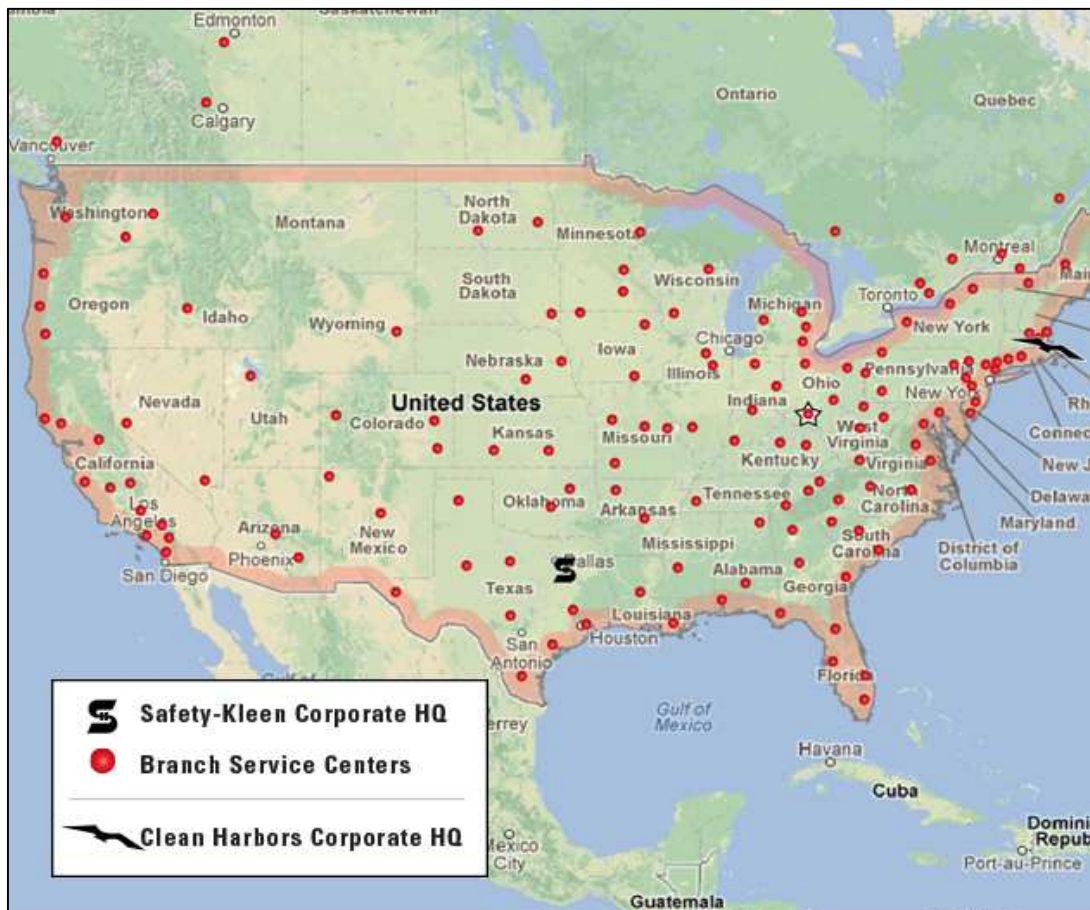 Edmonton
Saskatchewan
Calgary
Ontario
Quebec
Vancouver
Washington
Montana
North
Dakota
Minnesota
Montreal
Oregon
Idaho
South
Dakota
Wisconsin
Michigan
Toronto
Wyoming
New York
Chicago
Iowa
Nebraska
Illinois
Ohio
Pennsylvania
New York
Nevada
Utah
United States
Colorado
Indiana
Kansas
Missouri
West
Virginia
Kentucky
Virginia
California
Los
Angeles
Arizona
Phoenix
New
Mexico
Oklahoma
Arkansas
Tennessee
North
Carolina
Connec
New J
Delawa
Maryland
District of
Columbia
San Diego
Dallas
Mississippi
Alabama
South
Carolina
Georgia
Texas
Louisiana
San
Antonio
Houston
Florida
Gulf of
Mexico
Havana
Cuba
Domini
Repub
Port-au-Prince
Mexico
City
Guatemala
Safety-Kleen Corporate HQ
Branch Service Centers
Clean Harbors Corporate HQ